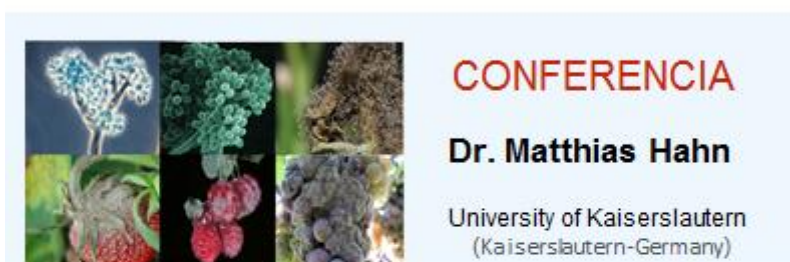 CONFERENCIA
Dr. Matthias Hahn
University of Kaiserslautern
(Kaiserslautern-Germany)